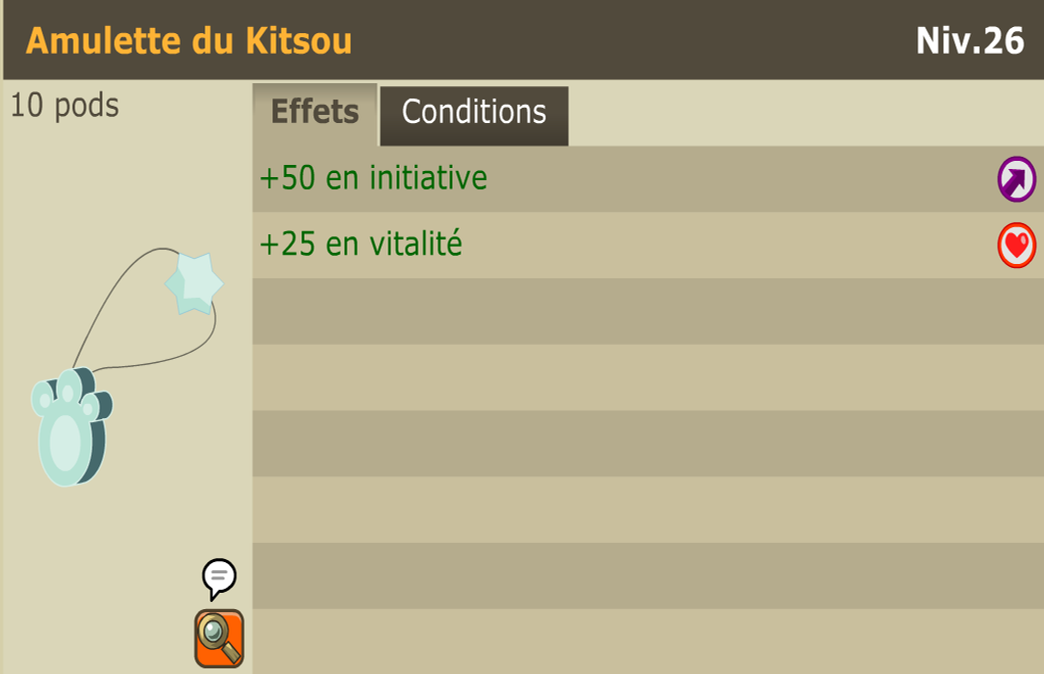 Amulette du Kitsou
Niv.26
10 pods
Effets
Conditions
+50 en initiative
+25 en vitalité